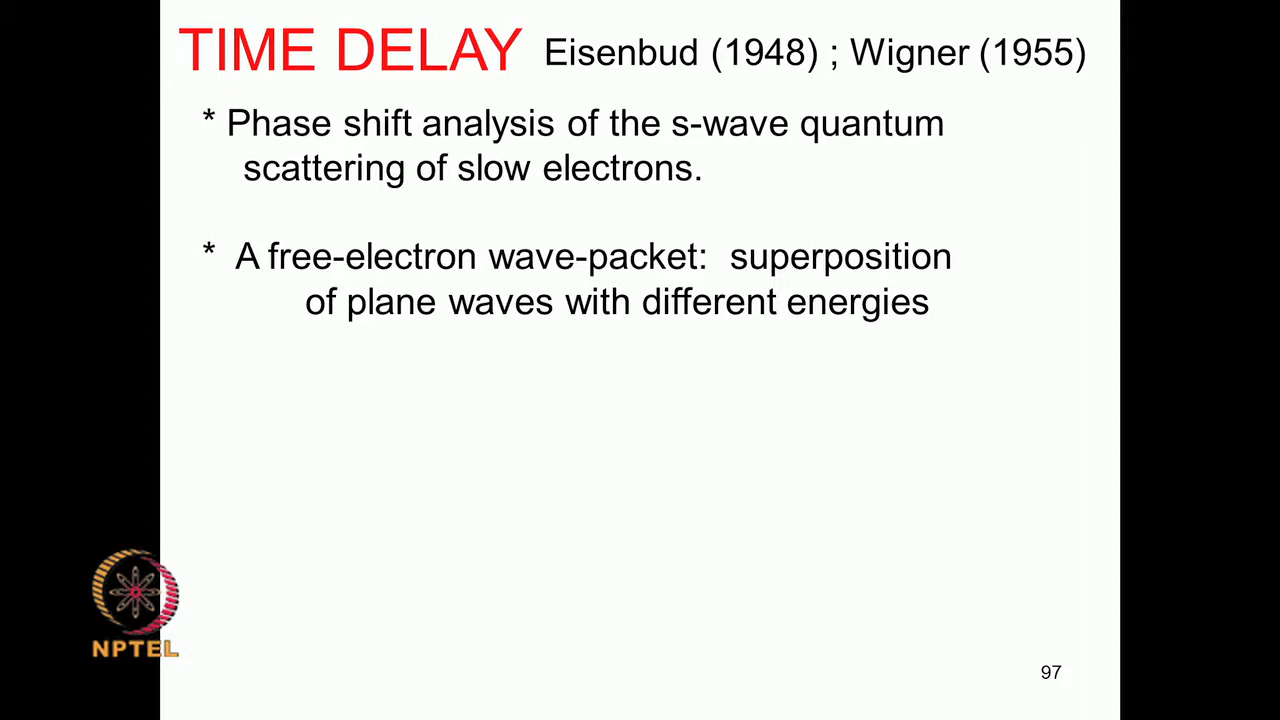 TIME DELAY Eisenbud (1948) ; Wigner (1955)
* Phase shift analysis of the s-wave quantum
scattering of slow electrons.
* A free-electron wave-packet: superposition
of plane waves with different energies
NPTEL
97